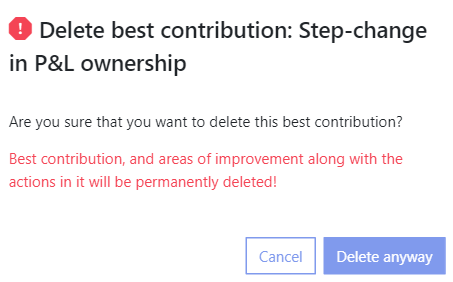 Delete best contribution: Step-change
in P&L ownership
Are you sure that you want to delete this best contribution?
Best contribution, and areas of improvement along with the
actions in it will be permanently deleted!
Cancel
Delete anyway